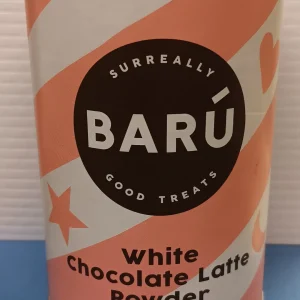 SURREALLY
BARÚ
GOOD TREATS
White
Chocolate Latte
Powder